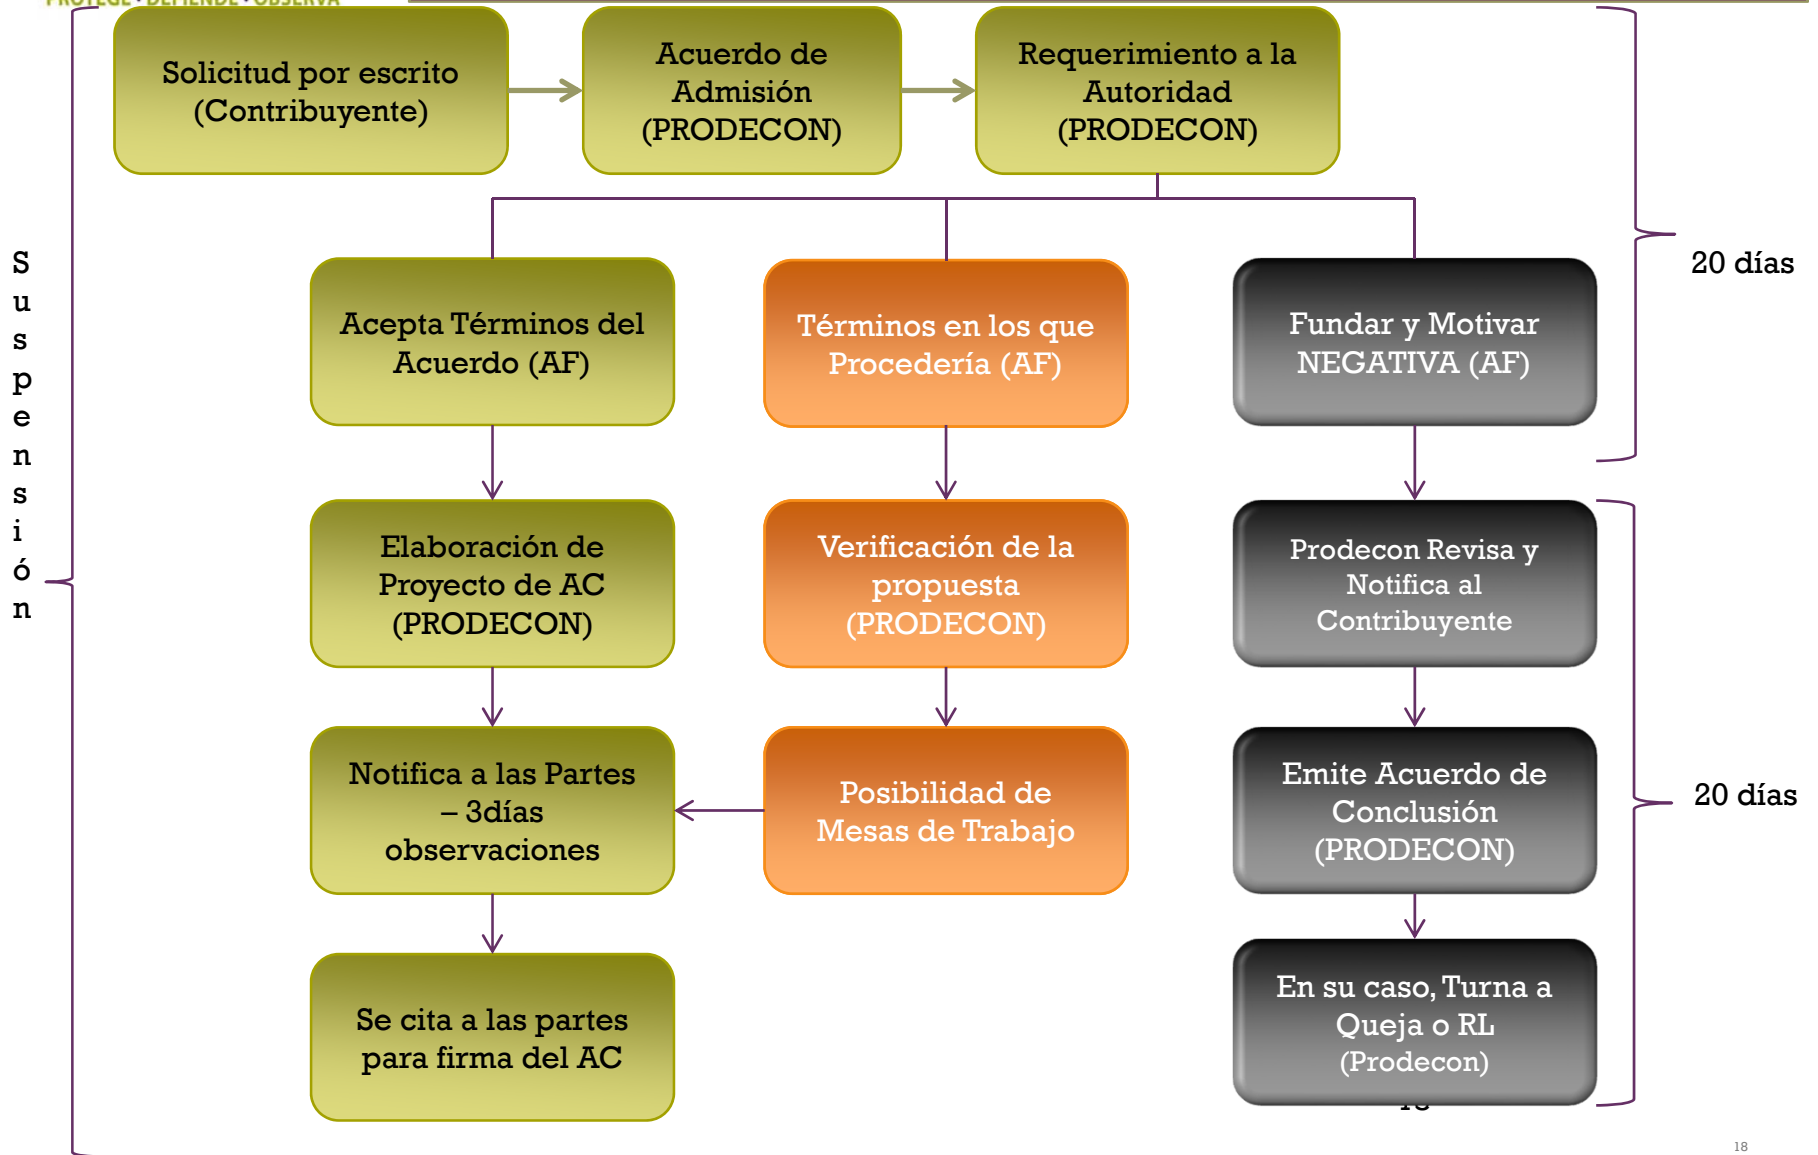 PROTEGE • DEFIENDE • OBSERVA
Solicitud por escrito
(Contribuyente)
Acuerdo de
Admisión
(PRODECON)
Requerimiento a la
Autoridad
(PRODECON)
S
u
s
p
e
n
s
i
ó
n
20 días
Acepta Términos del
Acuerdo (AF)
Términos en los que
Procedería (AF)
Fundar y Motivar
NEGATIVA (AF)
Elaboración de
Proyecto de AC
(PRODECON)
Verificación de la
propuesta
(PRODECON)
Prodecon Revisa y
Notifica al
Contribuyente
Notifica a las Partes
– 3días
observaciones
Posibilidad de
Mesas de Trabajo
Emite Acuerdo de
Conclusión
(PRODECON)
20 días
Se cita a las partes
para firma del AC
En su caso, Turna a
Queja o RL
(Prodecon)
18